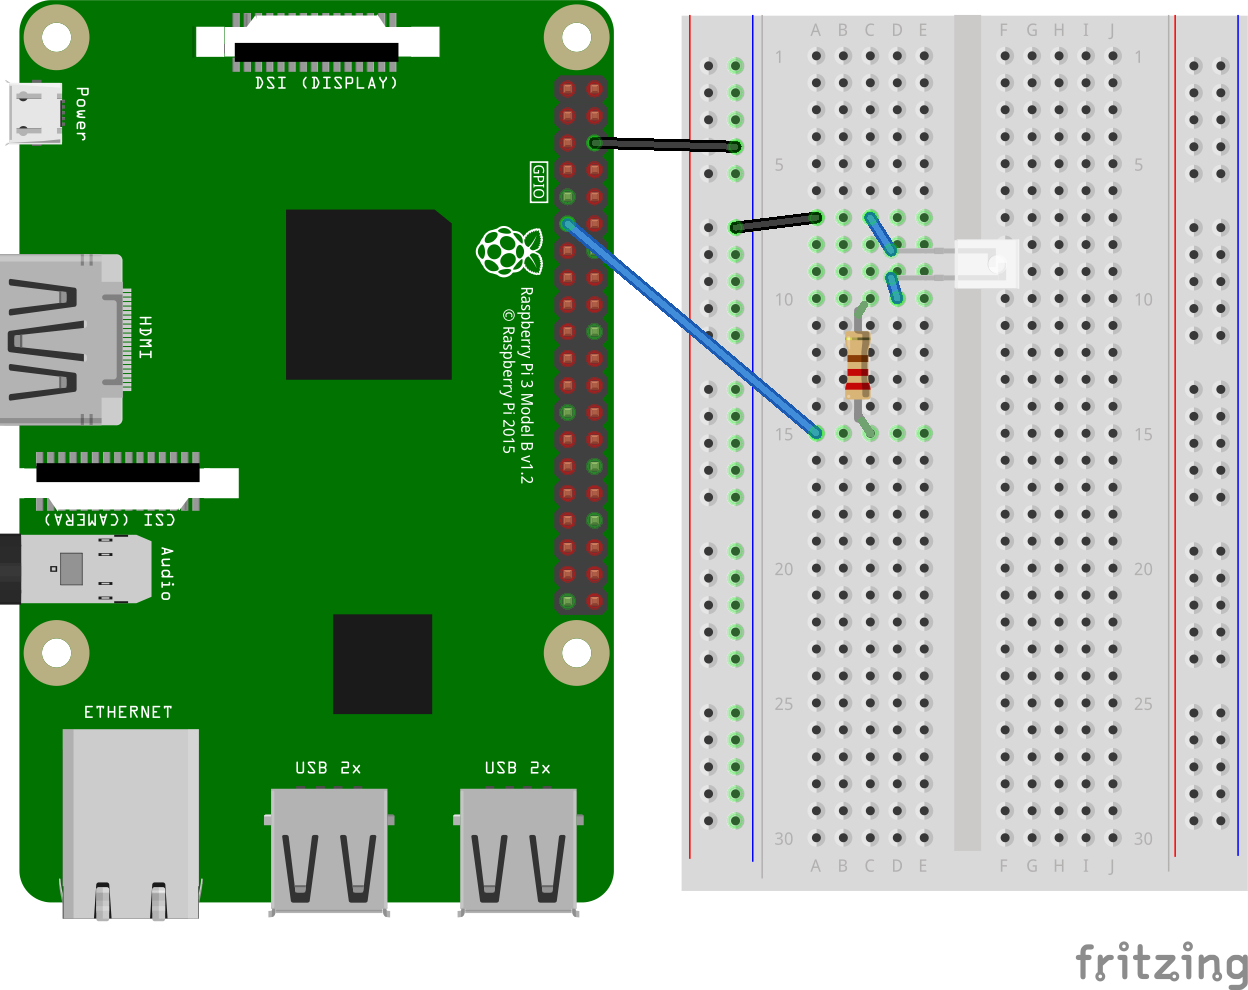 DSI (DISPLAY)
Power
GPIO
HDMI
Raspberry Pi 3 Model B v1.2
© Raspberry Pi 2015
CSI (CAMERA)
Audio
ETHERNET
USB 2x
USB 2x
A B C D E F G H I J
1 1
5 5
10 10
15 15
20 20
25 25
30 30
A B C D E F G H I J
fritzing